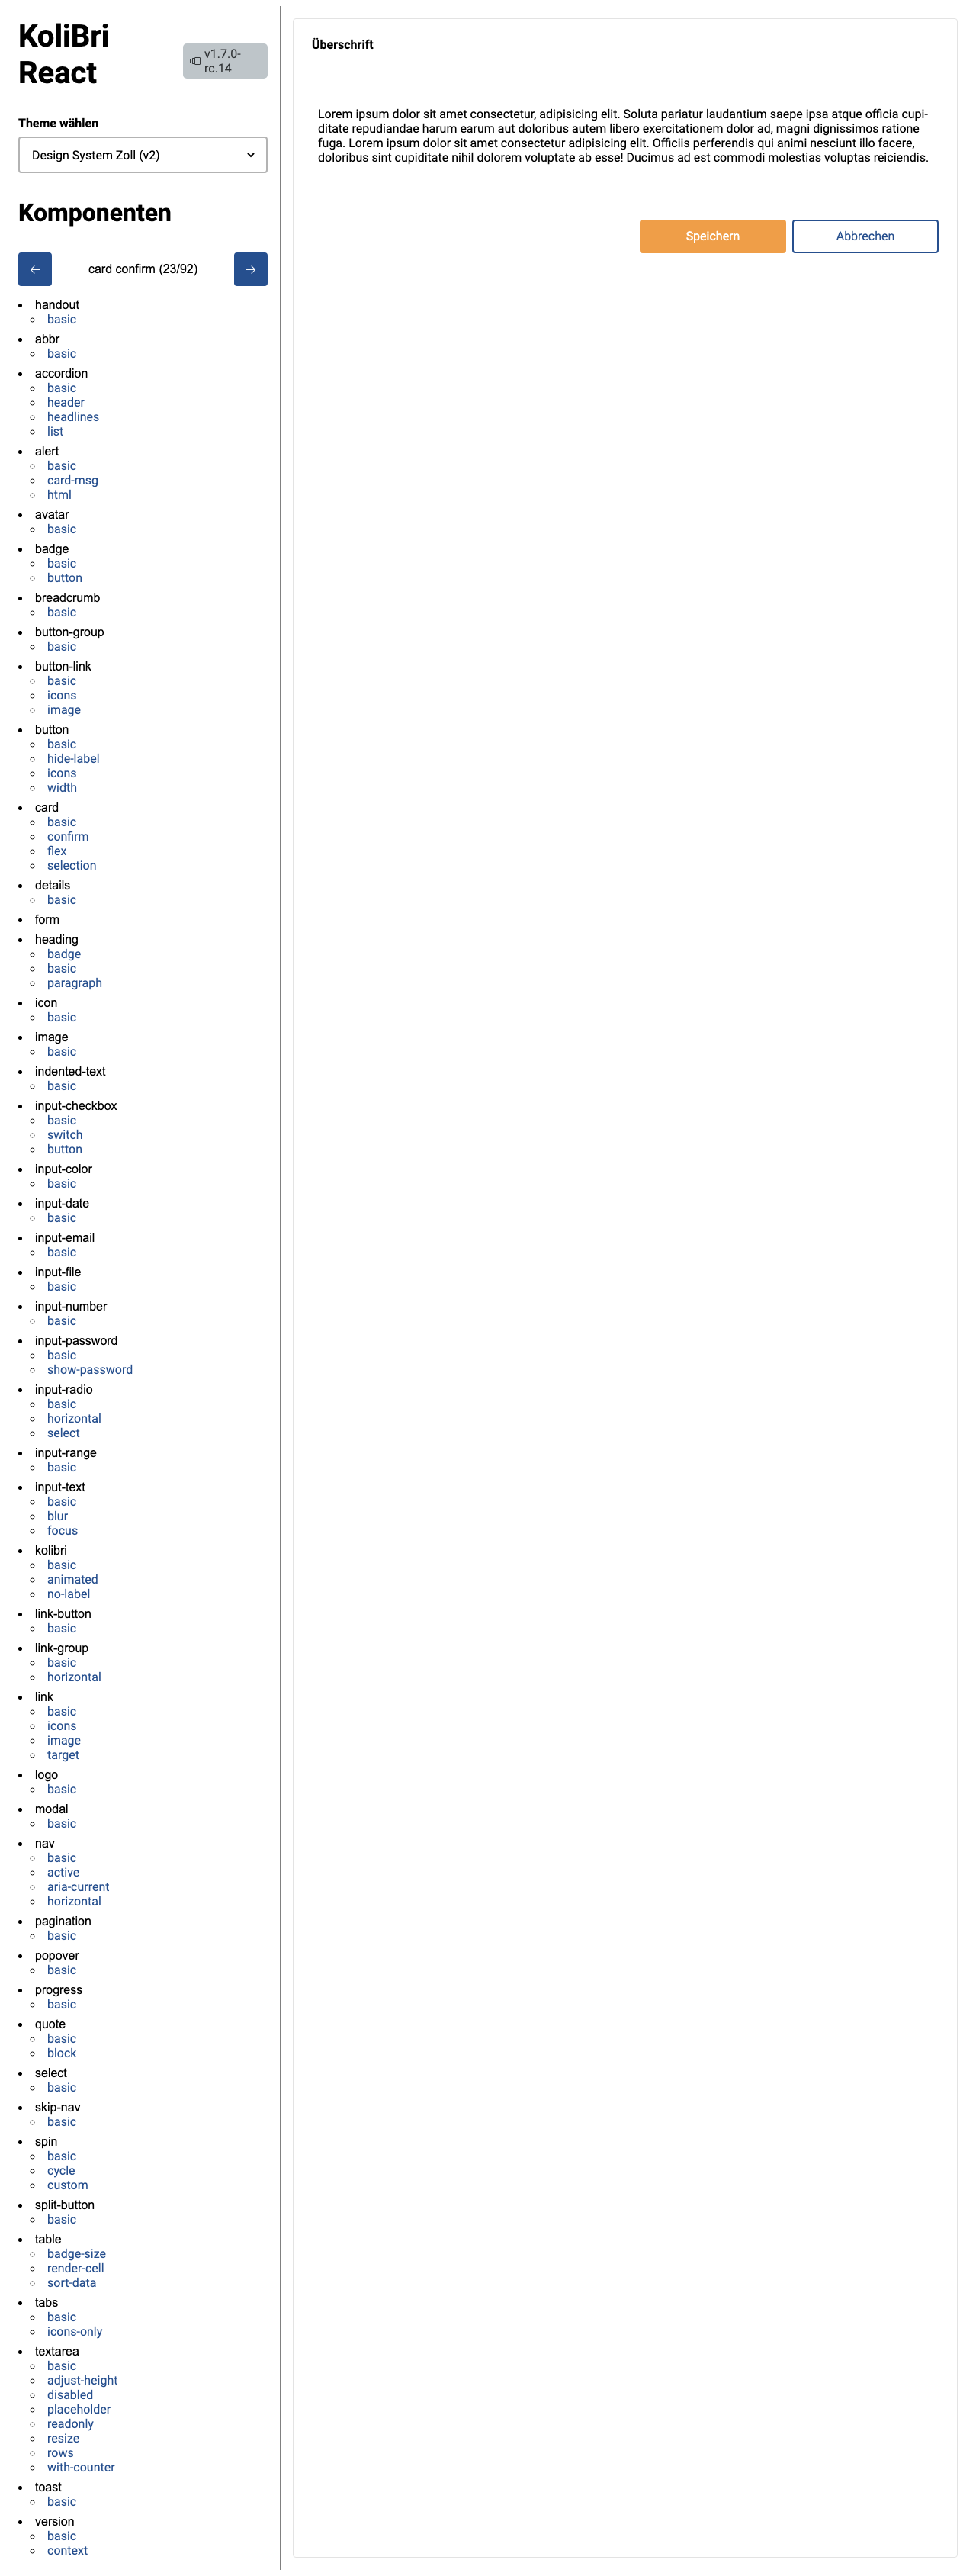 KoliBri
React
v1.7.0-
rc.14
Theme wählen
Design System Zoll (v2)
Komponenten
card confirm (23/92)
handout
basic
abbr
basic
accordion
basic
header
headlines
list
alert
basic
card-msg
html
avatar
basic
badge
basic
button
breadcrumb
basic
button-group
basic
button-link
basic
icons
image
button
basic
hide-label
icons
width
card
basic
confirm
flex
selection
details
basic
form
heading
badge
basic
paragraph
icon
basic
image
basic
indented-text
basic
input-checkbox
basic
switch
button
input-color
basic
input-date
basic
input-email
basic
input-file
basic
input-number
basic
input-password
basic
show-password
input-radio
basic
horizontal
select
input-range
basic
input-text
basic
blur
focus
kolibri
basic
animated
no-label
link-button
basic
link-group
basic
horizontal
link
basic
icons
image
target
logo
basic
modal
basic
nav
basic
active
aria-current
horizontal
pagination
basic
popover
basic
progress
basic
quote
basic
block
select
basic
skip-nav
basic
spin
basic
cycle
custom
split-button
basic
table
badge-size
render-cell
sort-data
tabs
basic
icons-only
textarea
basic
adjust-height
disabled
placeholder
readonly
resize
rows
with-counter
toast
basic
version
basic
context
Überschrift
Lorem ipsum dolor sit amet consectetur, adipisicing elit. Soluta pariatur laudantium saepe ipsa atque officia cupi-
ditate repudiandae harum earum aut doloribus autem libero exercitationem dolor ad, magni dignissimos ratione
fuga. Lorem ipsum dolor sit amet consectetur adipisicing elit. Officiis perferendis qui animi nesciunt illo facere,
doloribus sint cupiditate nihil dolorem voluptate ab esse! Ducimus ad est commodi molestias voluptas reiciendis.
Speichern
Abbrechen